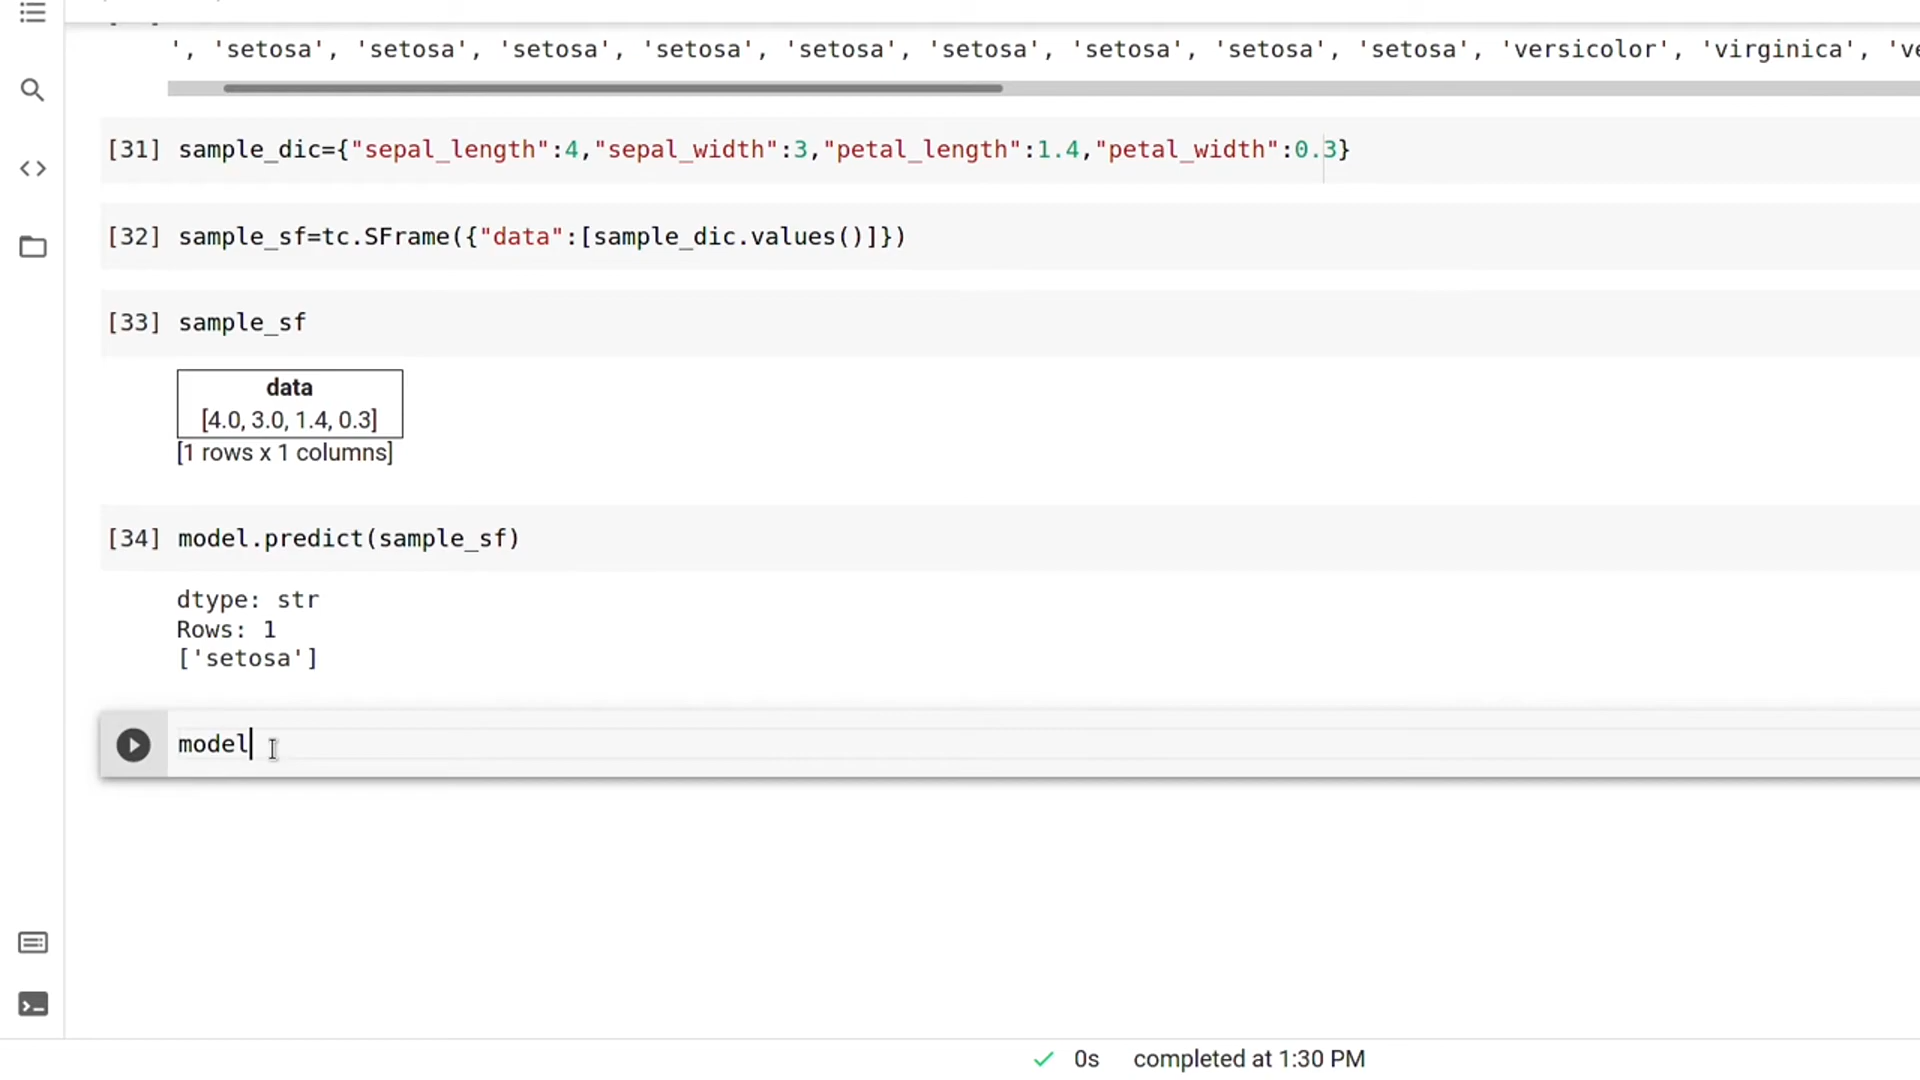 ', 'setosa', 'setosa', 'setosa', 'setosa', 'setosa', 'setosa', 'setosa', 'setosa', 'setosa', 'versicolor', 'virginica', 've
[31] sample_dic={"sepal_length":4,"sepal_width":3,"petal_length":1.4,"petal_width":0.3}
[32] sample_sf=tc.SFrame({"data":[sample_dic.values()]})
[33] sample_sf
data
[4.0, 3.0, 1.4, 0.3]
[1 rows x 1 columns]
[34] model.predict(sample_sf)
dtype: str
Rows: 1
['setosa']
model
0s completed at 1:30 PM